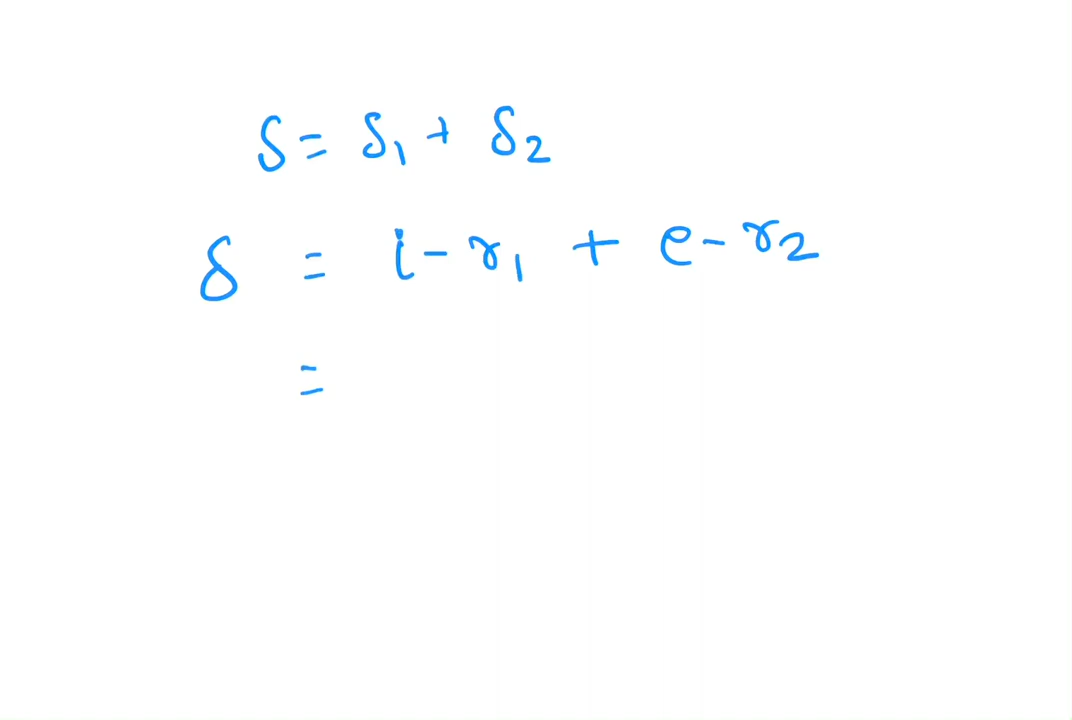 δ = δ₁ + δ₂
δ = i - r₁ + e - r₂
=